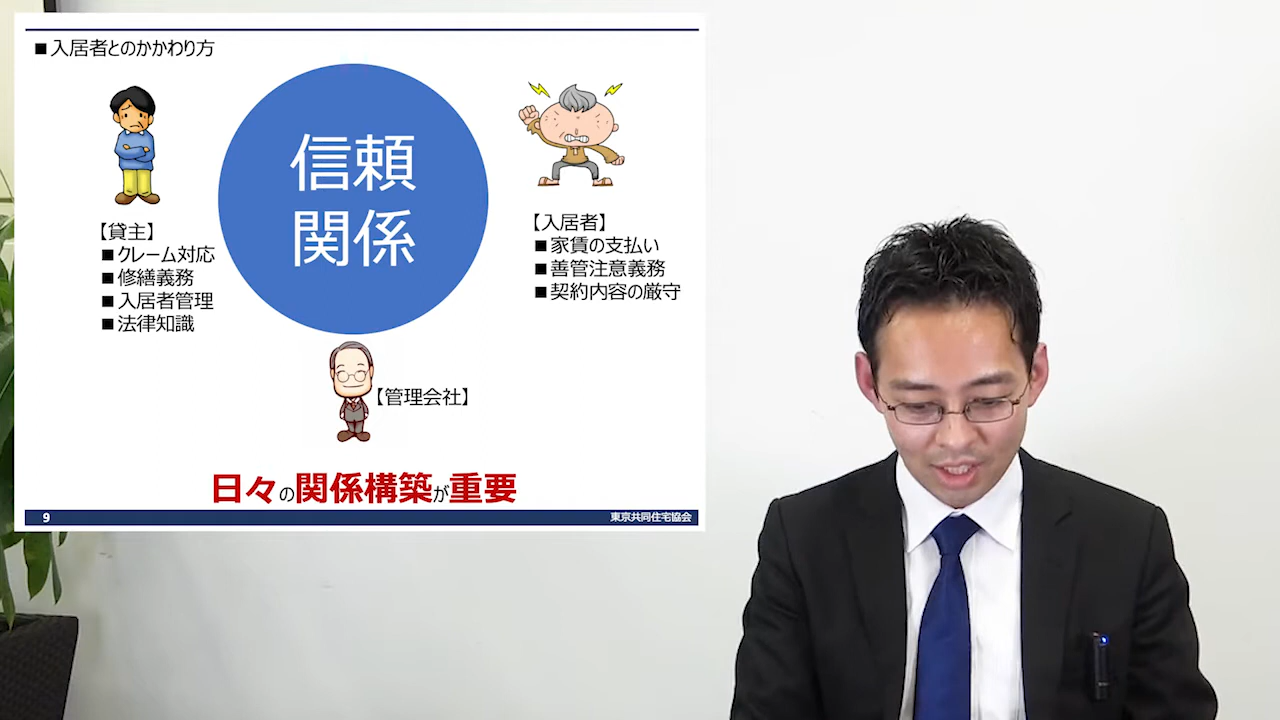 ■入居者とのかかわり方
信頼
関係
【貸主】
■クレーム対応
■修繕義務
■入居者管理
■法律知識
【入居者】
■家賃の支払い
■善管注意義務
■契約内容の厳守
【管理会社】
日々の関係構築が重要
9
東京共同住宅協会